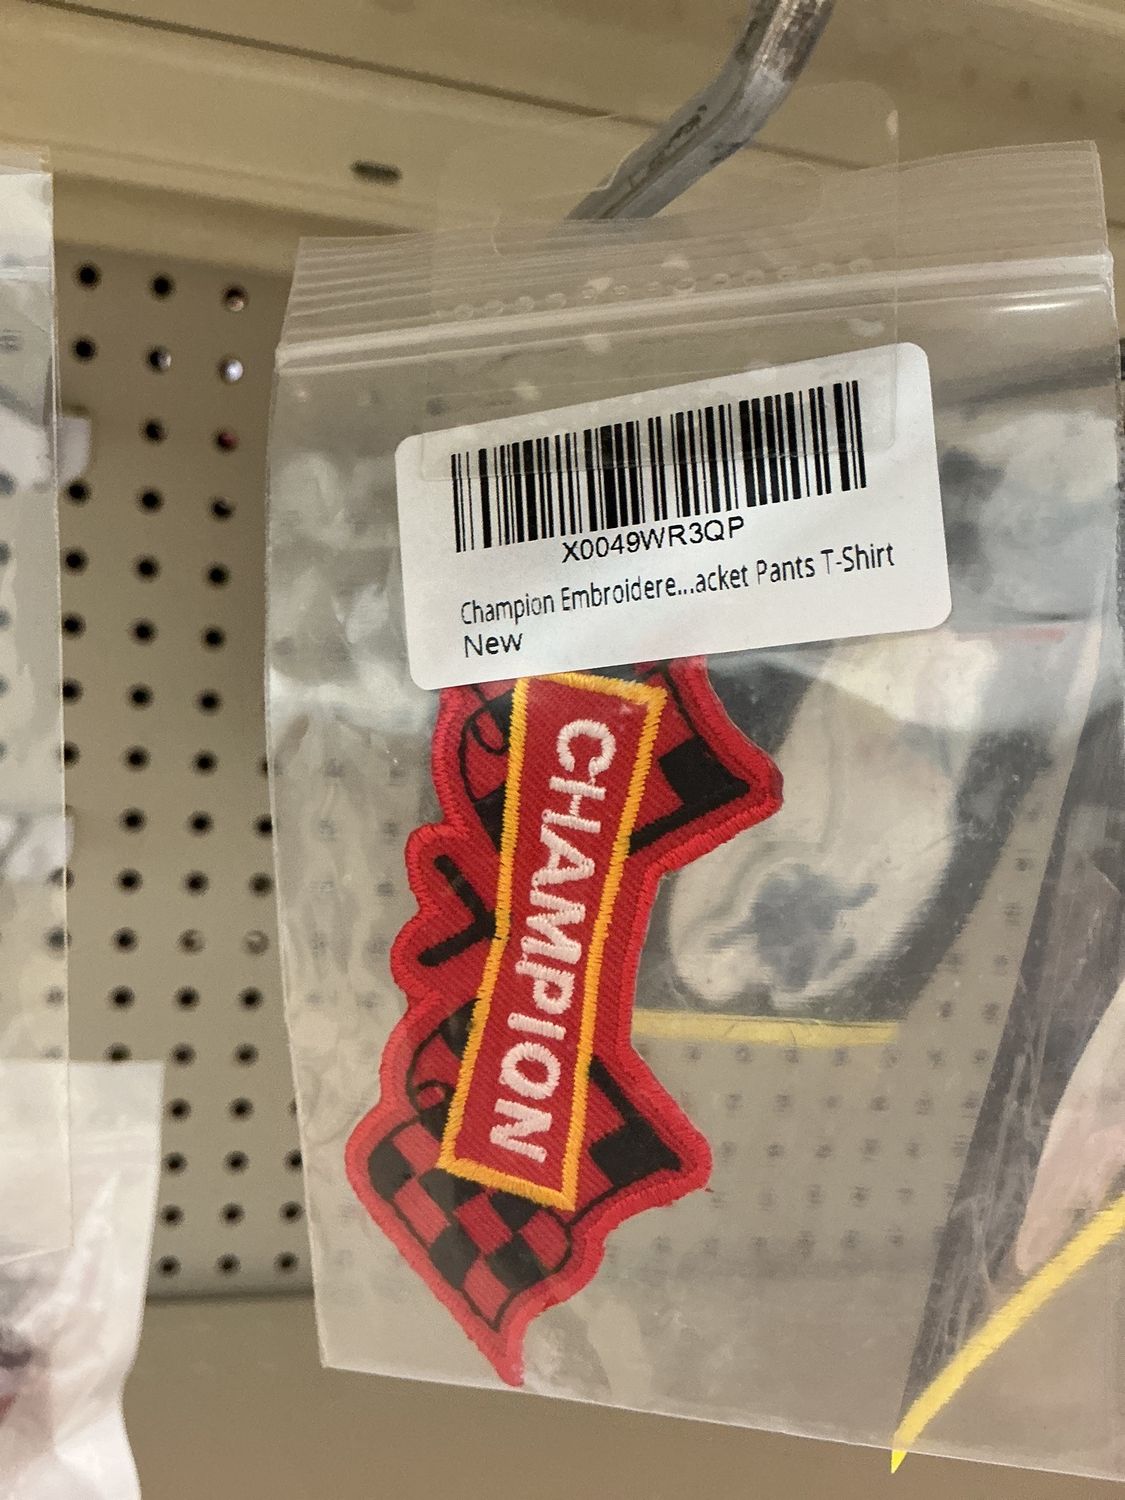 X0049WR3QP
Champion Embroidere...acket Pants T-Shirt
New
CHAMPION